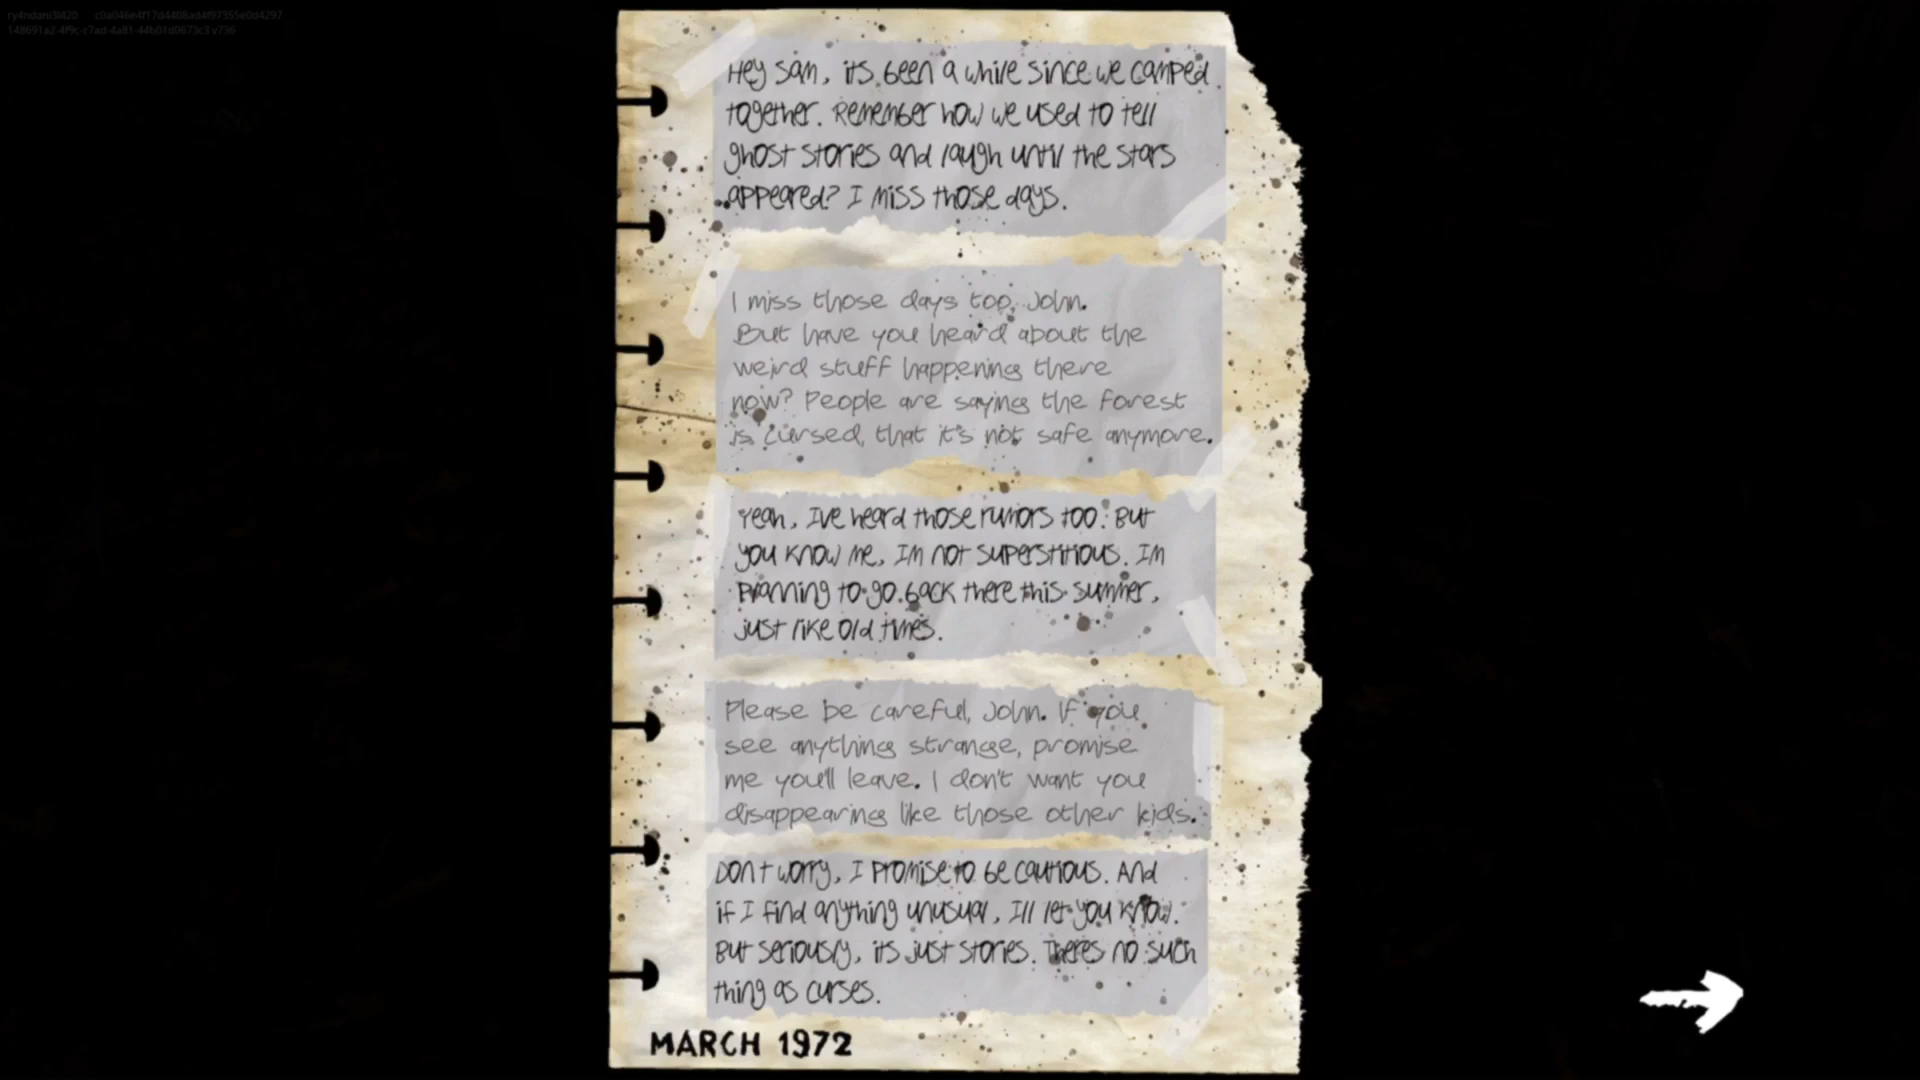 ry4ndani3l420 c0a046e4f17d4408ad4f97355e0d4297
Hey Sam, its been a while since we camped
together. Remember how we used to tell
ghost stories and laugh until the stars
appeared? I miss those days.
I miss those days too, John.
But have you heard about the
weird stuff happening there
now? People are saying the forest
is cursed, that it's not safe anymore.
Yeah, Ive heard those rumors too. But
you know me, Im not superstitious. Im
planning to go back there this summer,
just like old times.
Please be careful, John. If you
see anything strange, promise
me you'll leave. I don't want you
disappearing like those other kids.
Dont worry, I promise to be cautious. And
if I find anything unusual, Ill let you know.
But seriously, its just stories. Theres no such
thing as curses.
MARCH 1972